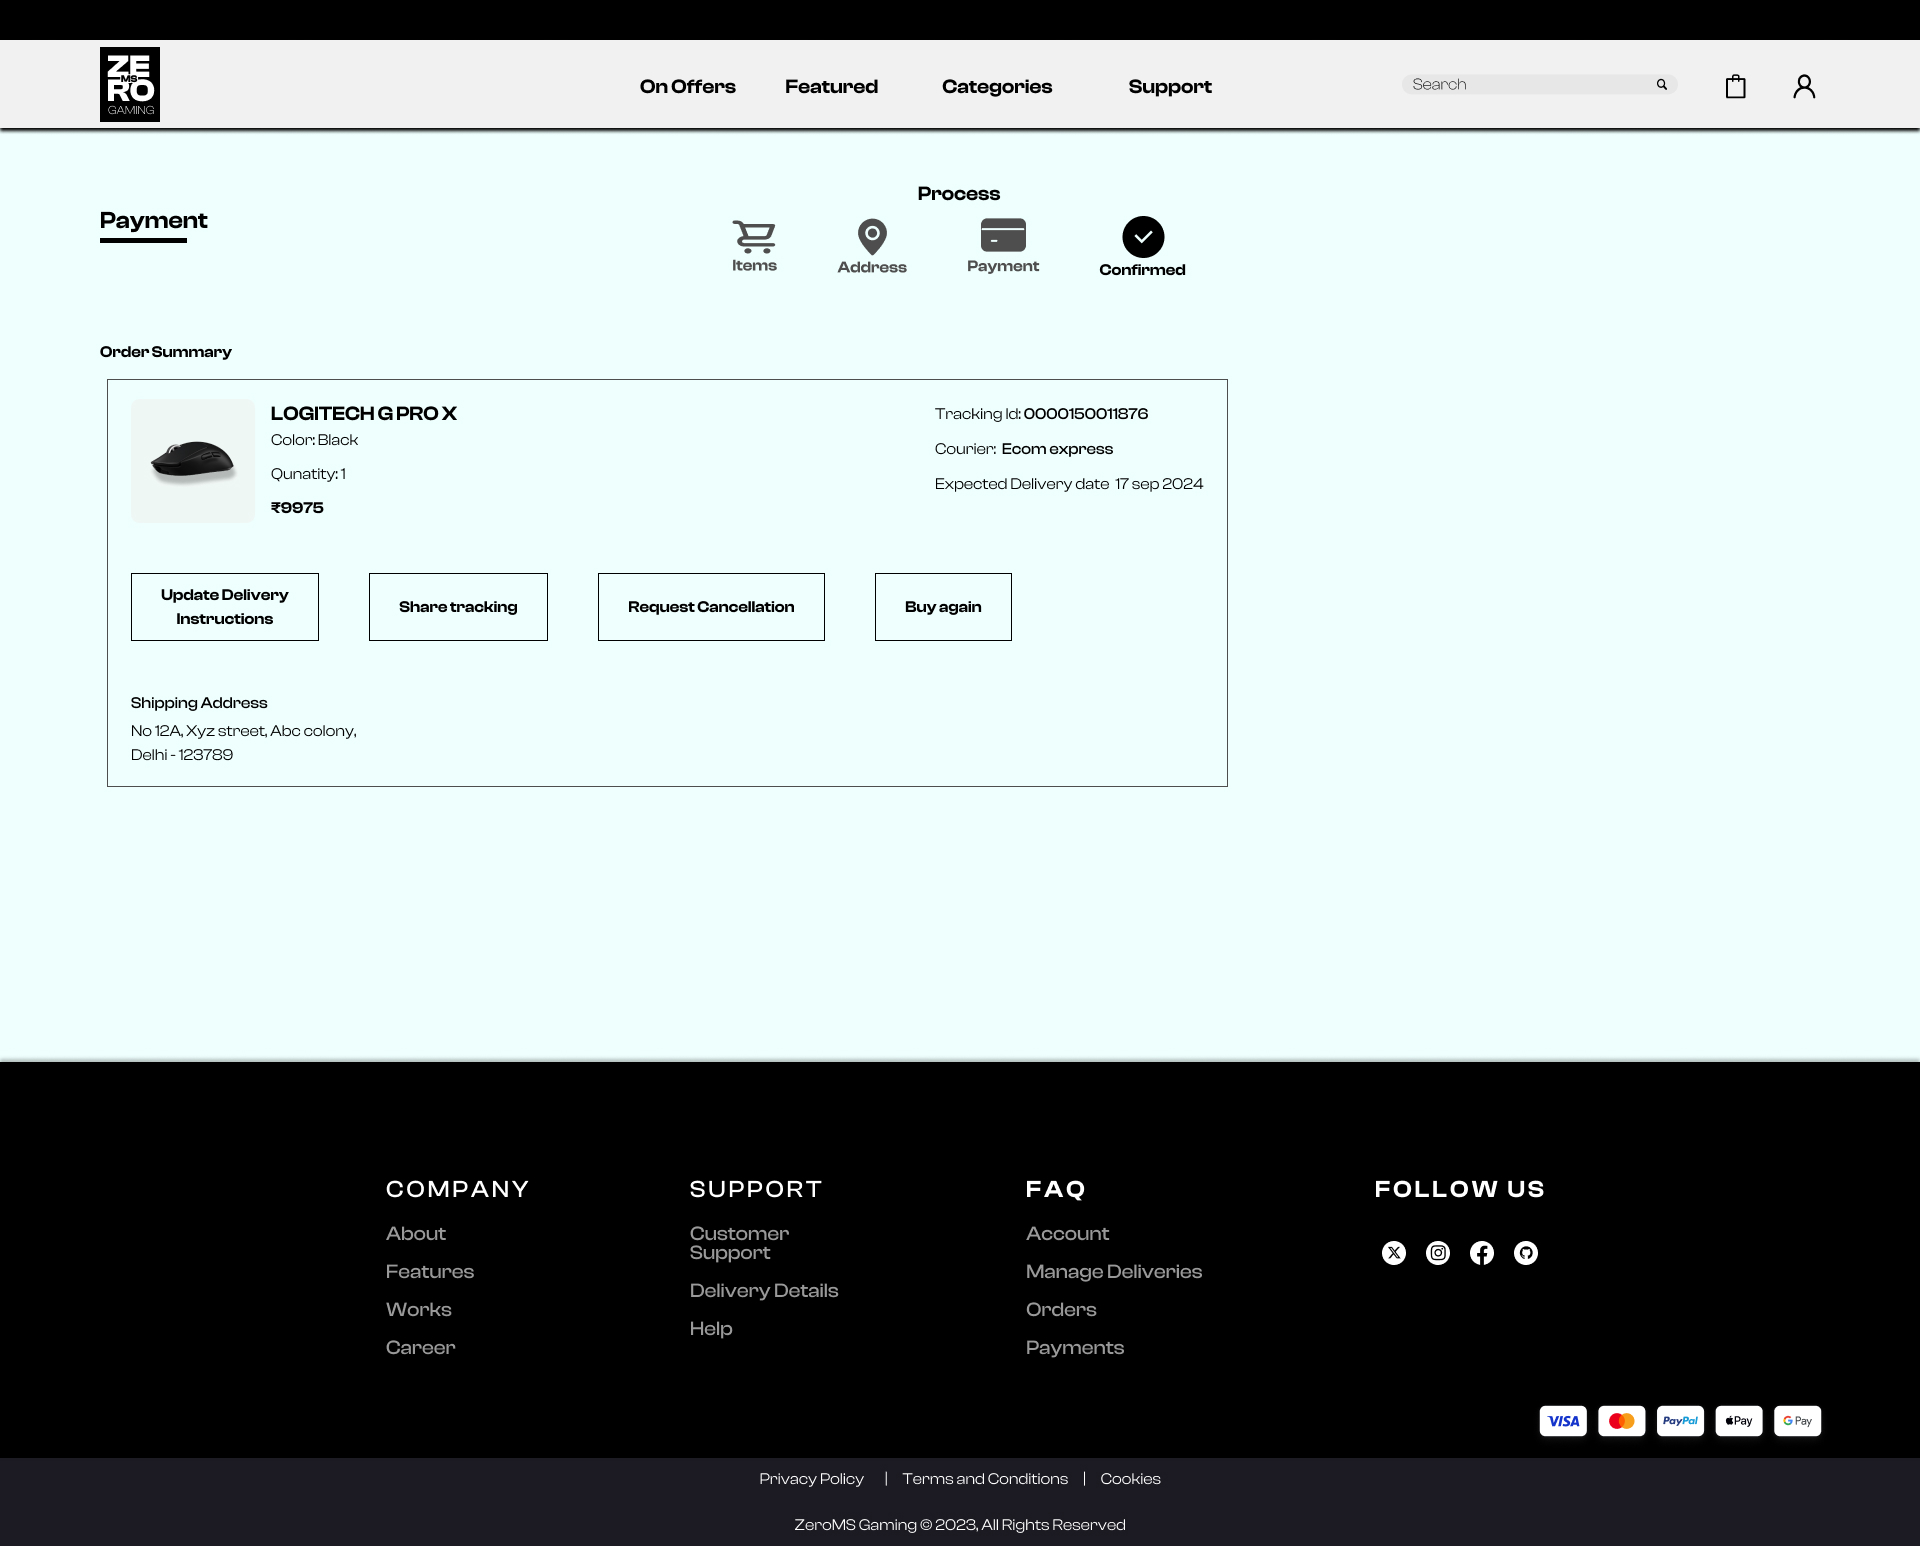 ZE
MS
RO
GAMING
On Offers
Featured
Categories
Support
Search
Process
Payment
Items
Address
Payment
Confirmed
Order Summary
LOGITECH G PRO X
Color: Black
Qunatity: 1
₹9975
Tracking Id: 0000150011876
Courier: Ecom express
Expected Delivery date 17 sep 2024
Update Delivery
Instructions
Share tracking
Request Cancellation
Buy again
Shipping Address
No 12A, Xyz street, Abc colony,
Delhi - 123789
COMPANY
About
Features
Works
Career
SUPPORT
Customer
Support
Delivery Details
Help
FAQ
Account
Manage Deliveries
Orders
Payments
FOLLOW US
VISA
PayPal
Pay
G Pay
Privacy Policy | Terms and Conditions | Cookies
ZeroMS Gaming © 2023, All Rights Reserved